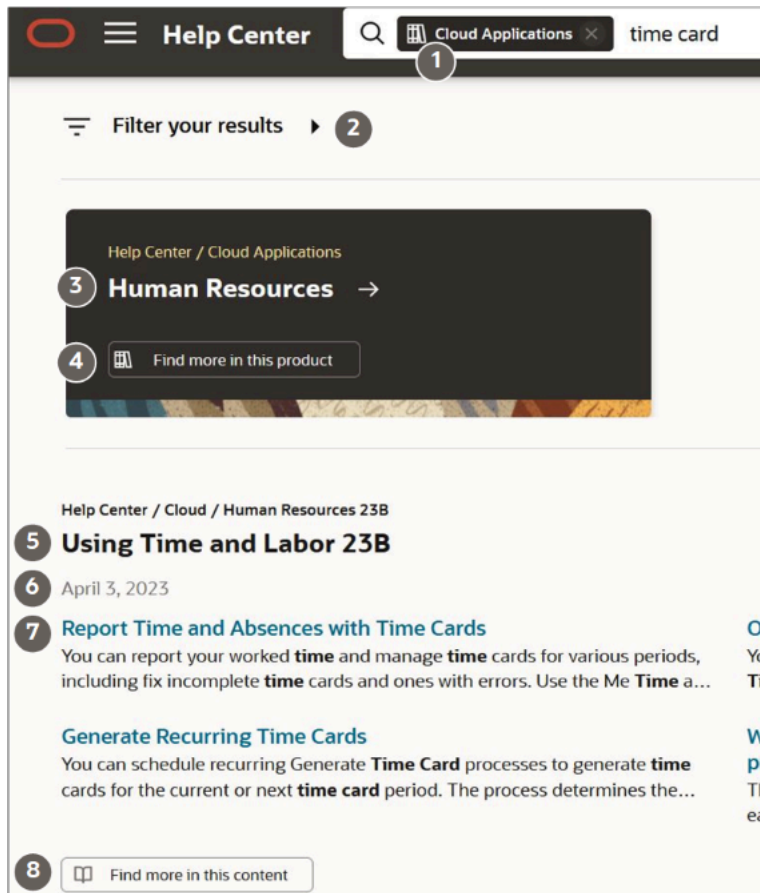 Help Center
Cloud Applications
time card
1
Filter your results
2
Help Center / Cloud Applications
3
Human Resources
4
Find more in this product
Help Center / Cloud / Human Resources 23B
5
Using Time and Labor 23B
6
April 3, 2023
7
Report Time and Absences with Time Cards
You can report your worked time and manage time cards for various periods,
including fix incomplete time cards and ones with errors. Use the Me Time a...
Generate Recurring Time Cards
You can schedule recurring Generate Time Card processes to generate time
cards for the current or next time card period. The process determines the...
8
Find more in this content